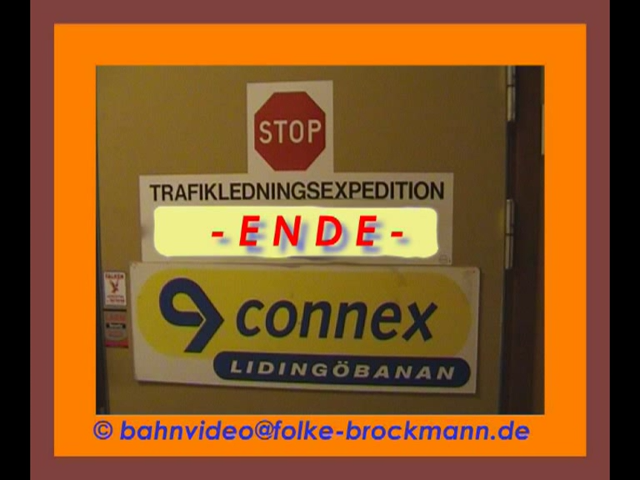 STOP
TRAFIKLEDNINGSEXPEDITION
- E N D E -
connex
LIDINGÖBANAN
© bahnvideo@folke-brockmann.de